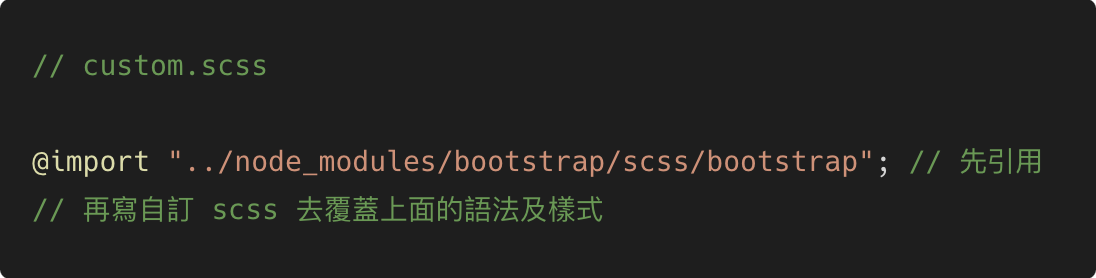 // custom.scss
@import "../node_modules/bootstrap/scss/bootstrap"; // 先引用
// 再寫自訂 scss 去覆蓋上面的語法及樣式